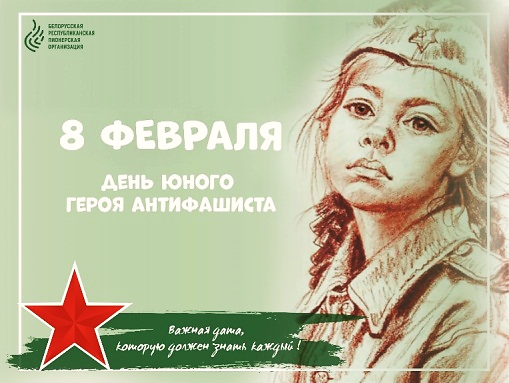 БЕЛОРУССКАЯ
РЕСПУБЛИКАНСКАЯ
ПИОНЕРСКАЯ
ОРГАНИЗАЦИЯ
8 ФЕВРАЛЯ
ДЕНЬ ЮНОГО
ГЕРОЯ АНТИФАШИСТА
Важная дата,
которую должен знать каждый!